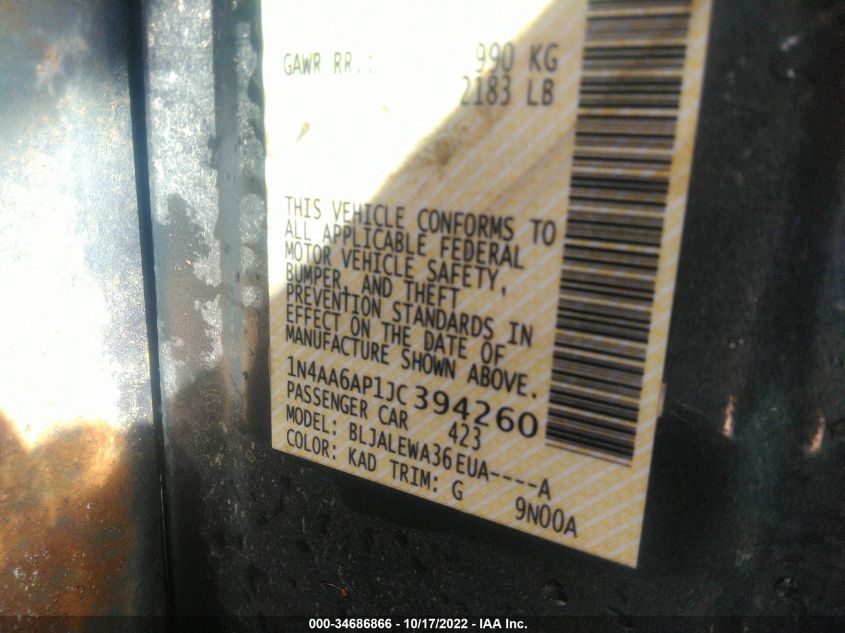 GAWR RR.: 990 KG
2183 LB
THIS VEHICLE CONFORMS TO
ALL APPLICABLE FEDERAL
MOTOR VEHICLE SAFETY,
BUMPER, AND THEFT
PREVENTION STANDARDS IN
EFFECT ON THE DATE OF
MANUFACTURE SHOWN ABOVE.
1N4AA6AP1JC394260
PASSENGER CAR 423
MODEL: BLJALEWA36EUA----A
COLOR: KAD TRIM: G 9N00A
000-34686866 - 10/17/2022 - IAA Inc.